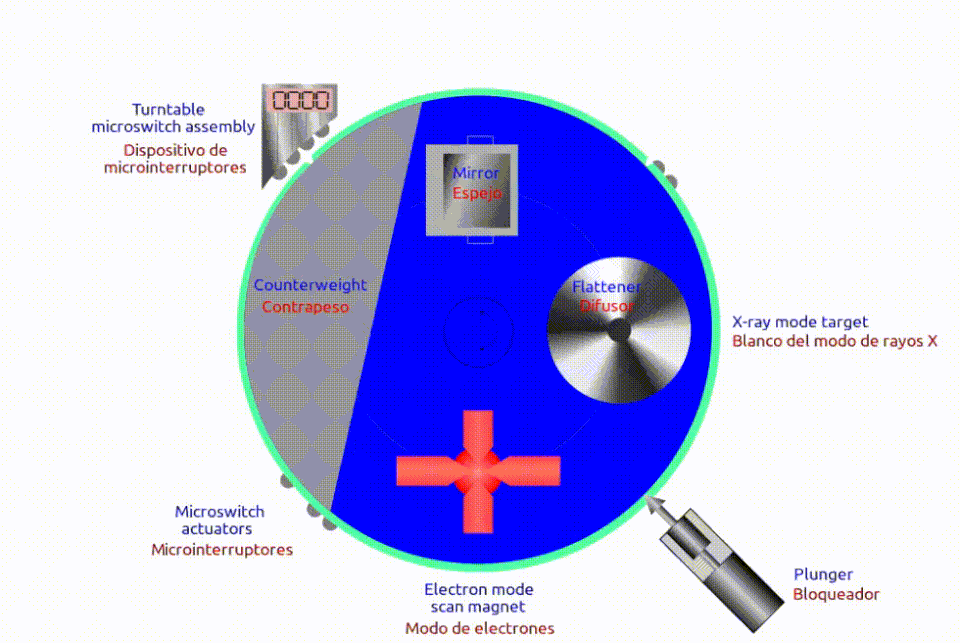 0000
Turntable
microswitch assembly
Dispositivo de
microinterruptores
Mirror
Espejo
Counterweight
Contrapeso
Flattener
Difusor
X-ray mode target
Blanco del modo de rayos X
Microswitch
actuators
Microinterruptores
Electron mode
scan magnet
Modo de electrones
Plunger
Bloqueador